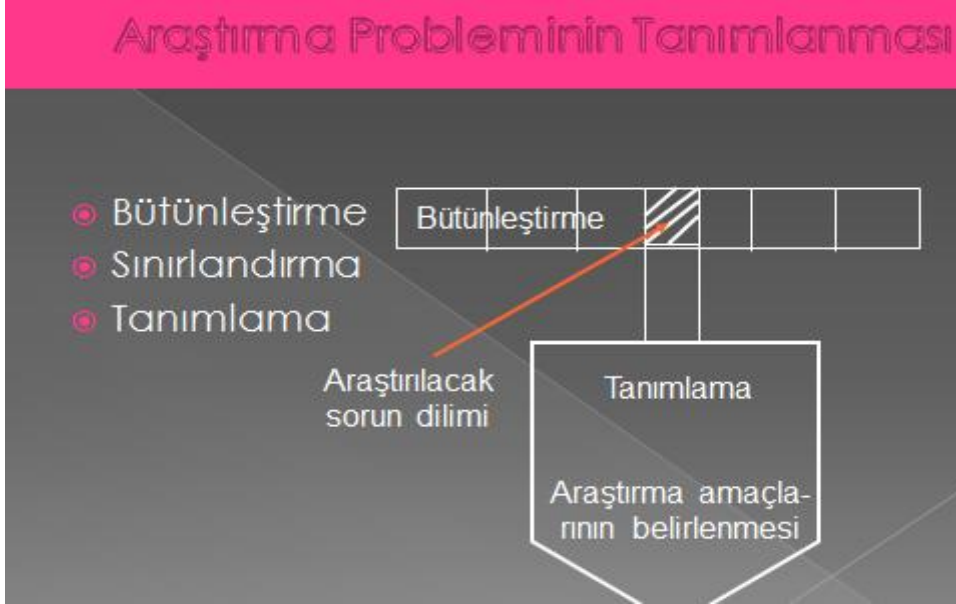 Araştırma Probleminin Tanımlanması
Bütünleştirme
Sınırlandırma
Tanımlama
Bütünleştirme
Araştırılacak
sorun dilimi
Tanımlama
Araştırma amaçla-
rının belirlenmesi